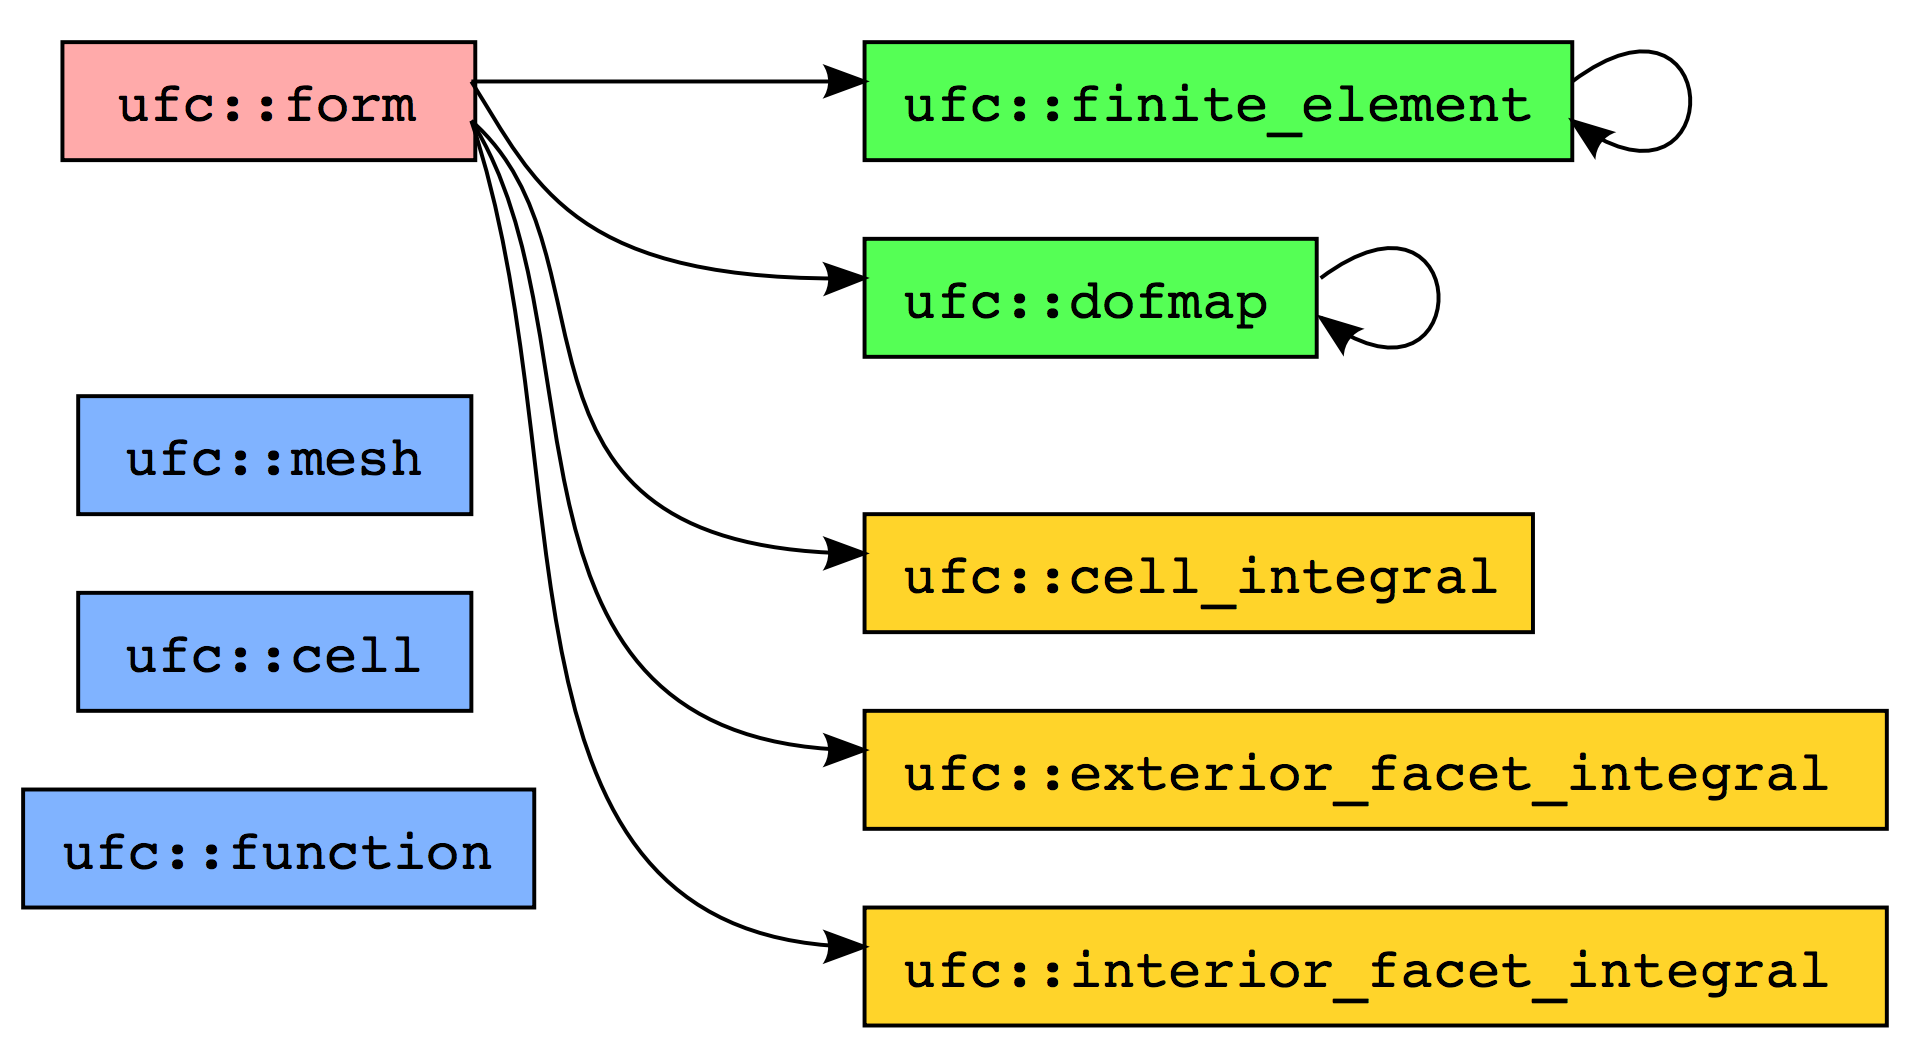 ufc::form
ufc::finite_element
ufc::dofmap
ufc::mesh
ufc::cell_integral
ufc::cell
ufc::exterior_facet_integral
ufc::function
ufc::interior_facet_integral